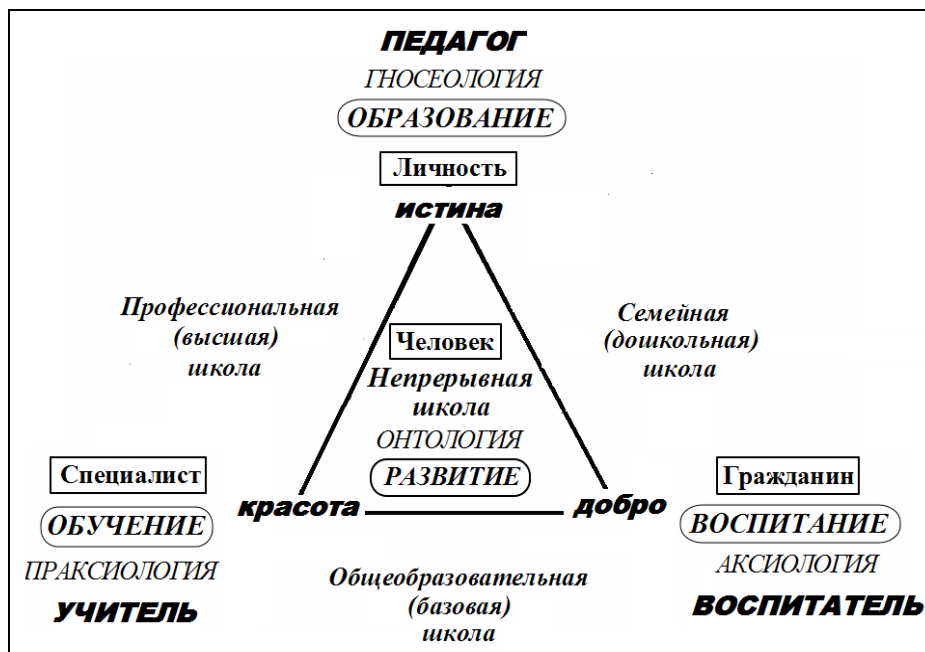 ПЕДАГОГ
ГНОСЕОЛОГИЯ
ОБРАЗОВАНИЕ
Личность
истина
Профессиональная
(высшая)
школа
Семейная
(дошкольная)
школа
Человек
Непрерывная
школа
ОНТОЛОГИЯ
РАЗВИТИЕ
Специалист
ОБУЧЕНИЕ
ПРАКСИОЛОГИЯ
УЧИТЕЛЬ
красота
добро
Гражданин
ВОСПИТАНИЕ
АКСИОЛОГИЯ
ВОСПИТАТЕЛЬ
Общеобразовательная
(базовая)
школа